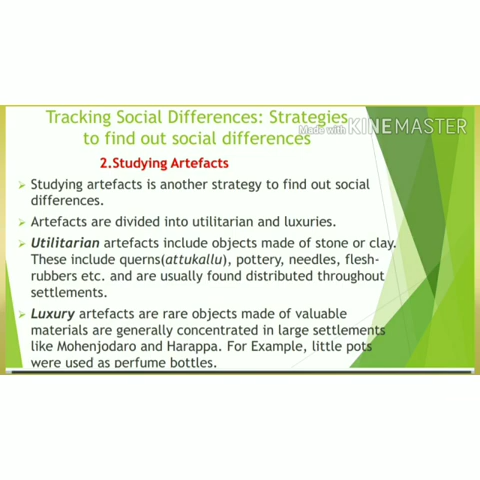 Tracking Social Differences: Strategies
to find out social differences
Made with KINEMASTER
2.Studying Artefacts
Studying artefacts is another strategy to find out social
differences.
Artefacts are divided into utilitarian and luxuries.
Utilitarian artefacts include objects made of stone or clay.
These include querns(attukallu), pottery, needles, flesh-
rubbers etc. and are usually found distributed throughout
settlements.
Luxury artefacts are rare objects made of valuable
materials are generally concentrated in large settlements
like Mohenjodaro and Harappa. For Example, little pots
were used as perfume bottles.